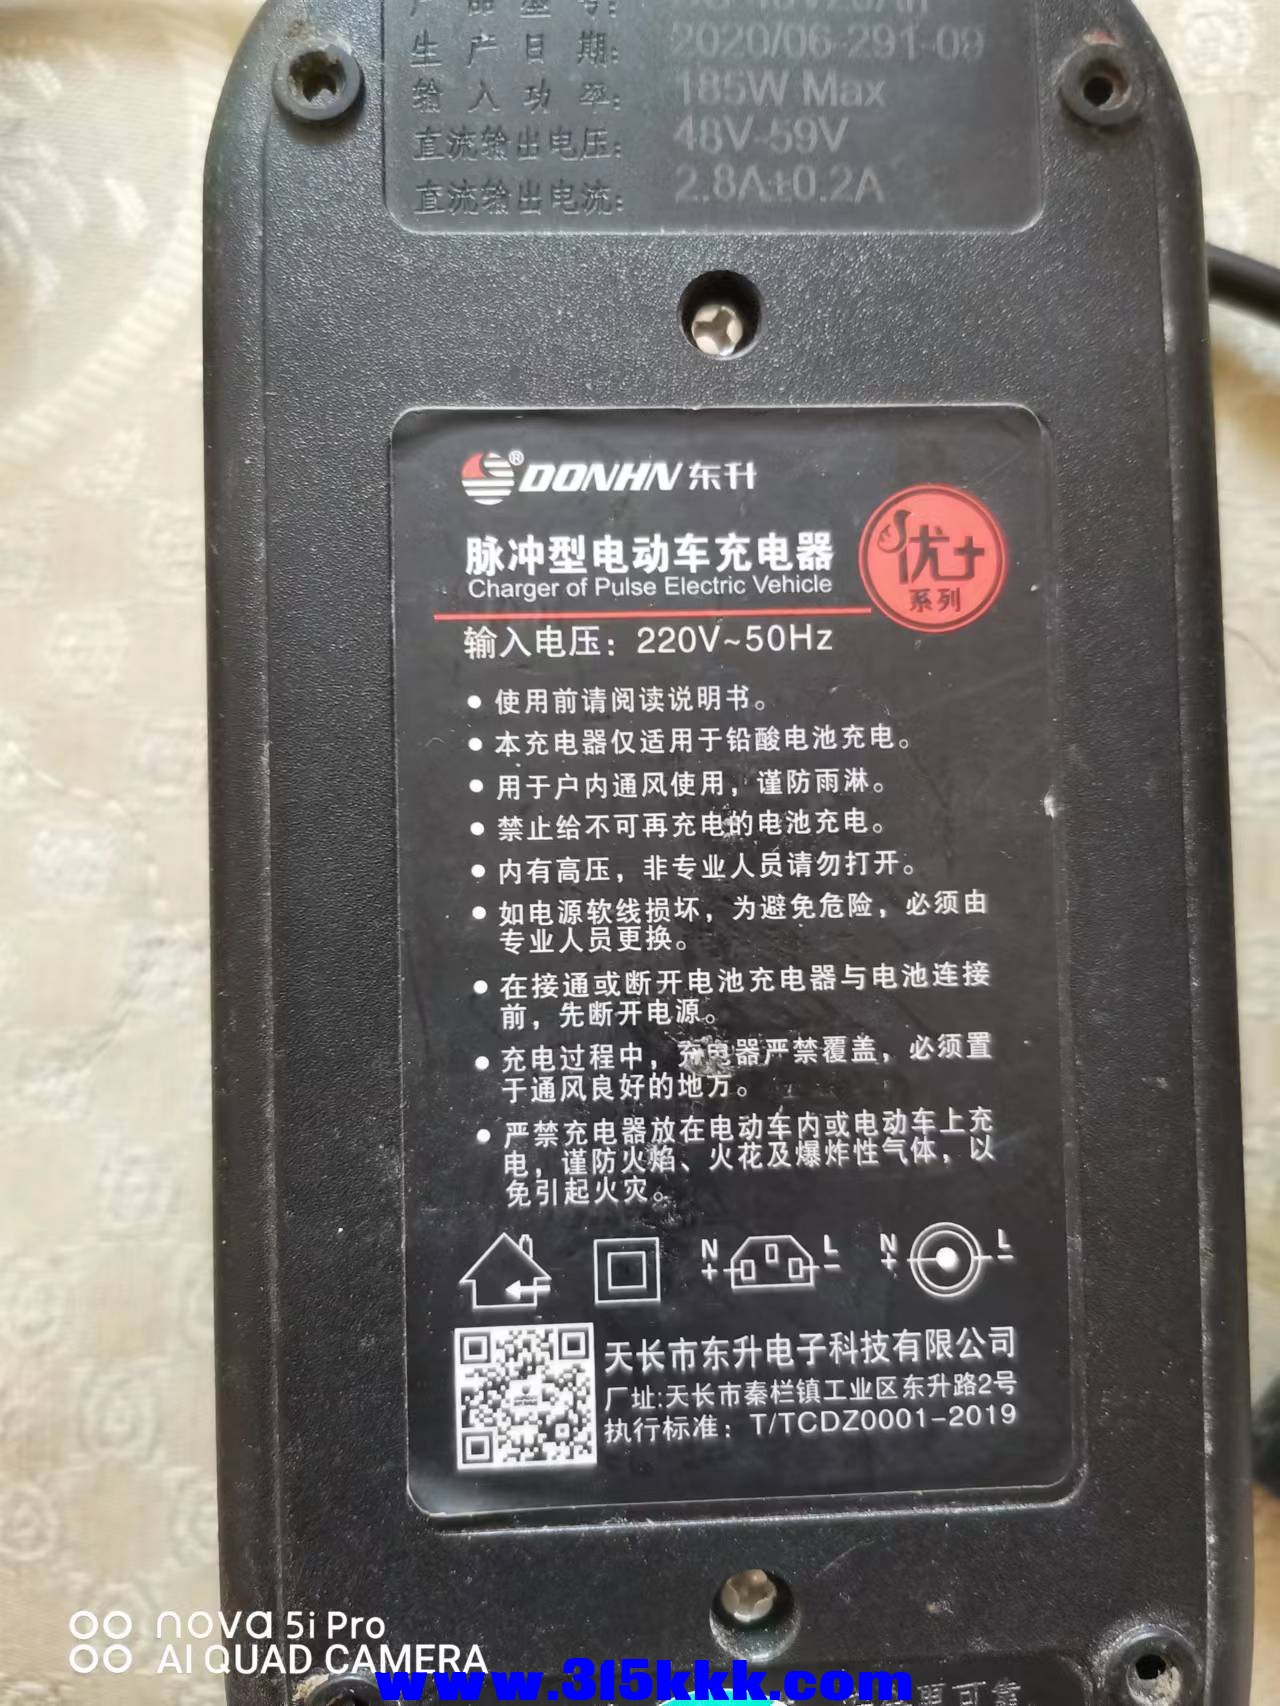 产品型号:
生产日期: 2020/06-291-09
输入功率: 185W Max
直流输出电压: 48V-59V
直流输出电流: 2.8A±0.2A
®DONHN 东升
脉冲型电动车充电器
Charger of Pulse Electric Vehicle
优+
系列
输入电压：220V~50Hz
● 使用前请阅读说明书。
● 本充电器仅适用于铅酸电池充电。
● 用于户内通风使用，谨防雨淋。
● 禁止给不可再充电的电池充电。
● 内有高压，非专业人员请勿打开。
● 如电源软线损坏，为避免危险，必须由
专业人员更换。
● 在接通或断开电池充电器与电池连接
前，先断开电源。
● 充电过程中，充电器严禁覆盖，必须置
于通风良好的地方。
● 严禁充电器放在电动车内或电动车上充
电，谨防火焰、火花及爆炸性气体，以
免引起火灾。
N L N L
+ − + −
天长市东升电子科技有限公司
厂址:天长市秦栏镇工业区东升路2号
执行标准：T/TCDZ0001-2019
nova 5i Pro
AI QUAD CAMERA
www.315kkk.com
可靠